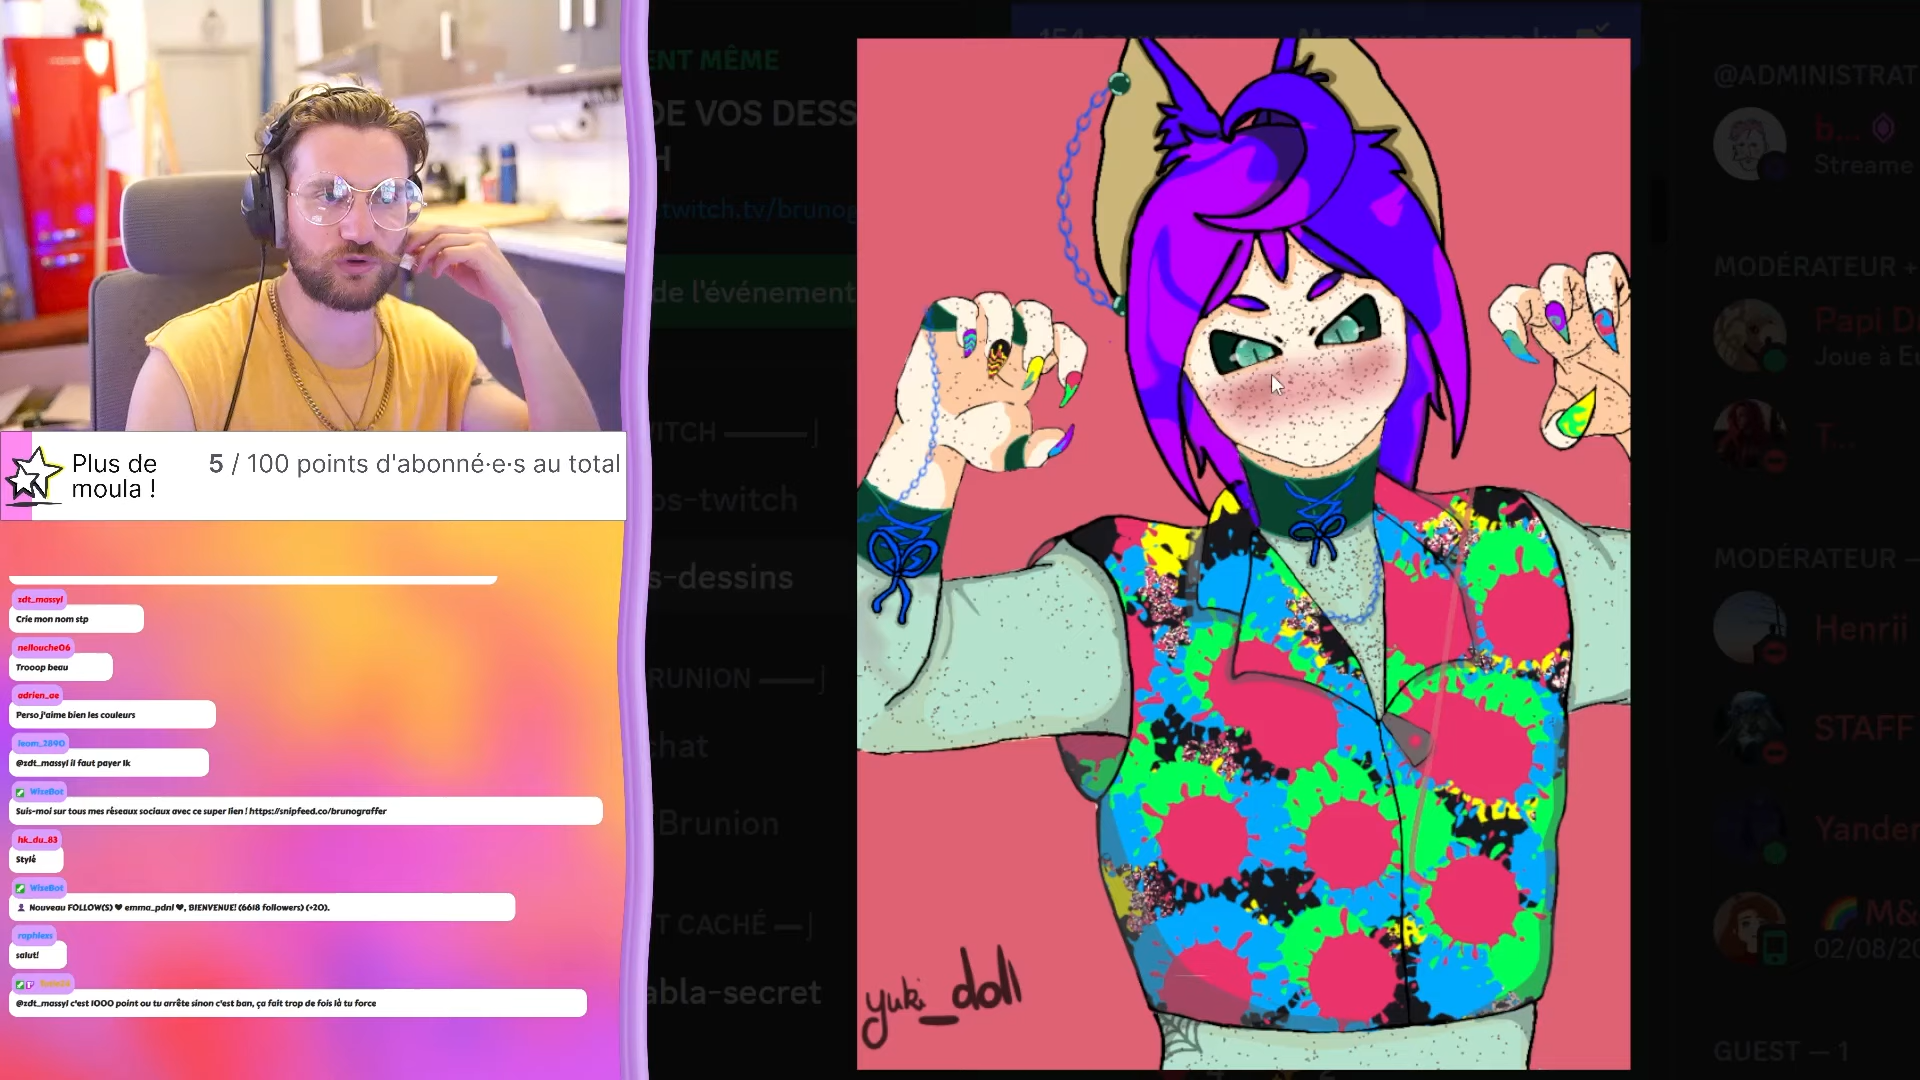 Plus de
moula !
5 / 100 points d'abonné·e·s au total
zdt_massyl
Crie mon nom stp
nellouche06
Trooop beau
adrien_oe
Perso j'aime bien les couleurs
leom_2890
@zdt_massyl il faut payer 1k
WizeBot
Suis-moi sur tous mes réseaux sociaux avec ce super lien ! https://snipfeed.co/brunograffer
hk_du_83
Stylé
WizeBot
Nouveau FOLLOW(S) ♥ emma_pdnl ♥, BIENVENUE! (6618 followers) (+20).
raphless
salut!
@zdt_massyl c'est 1000 point ou tu arrête sinon c'est ban, ça fait trop de fois là tu force
ENT MÊME
DE VOS DESS
H
.twitch.tv/brunog
de l'événement
ITCH
os-twitch
s-dessins
RUNION
chat
Brunion
T CACHÉ
abla-secret
yuki_doll
@ADMINISTRAT
b...
Streame
MODÉRATEUR +
Papi D
Joue à Eu
T...
MODÉRATEUR —
Henrii
STAFF
Yander
M&
02/08/20
GUEST — 1